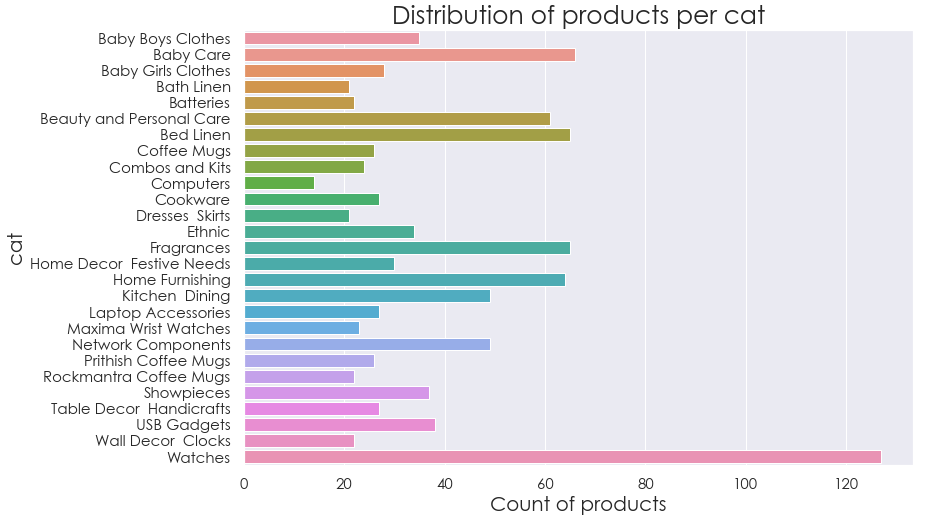 Distribution of products per cat
cat
Baby Boys Clothes
Baby Care
Baby Girls Clothes
Bath Linen
Batteries
Beauty and Personal Care
Bed Linen
Coffee Mugs
Combos and Kits
Computers
Cookware
Dresses  Skirts
Ethnic
Fragrances
Home Decor  Festive Needs
Home Furnishing
Kitchen  Dining
Laptop Accessories
Maxima Wrist Watches
Network Components
Prithish Coffee Mugs
Rockmantra Coffee Mugs
Showpieces
Table Decor  Handicrafts
USB Gadgets
Wall Decor  Clocks
Watches
0 20 40 60 80 100 120
Count of products